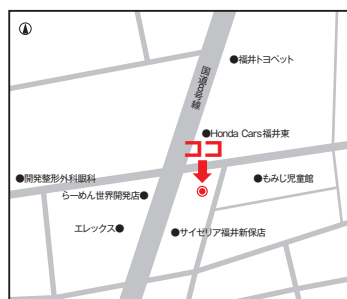 ●福井トヨペット
国道8号線
●Honda Cars福井東
ココ
●開発整形外科眼科
●もみじ児童館
らーめん世界開発店●
エレックス●
●サイゼリア福井新保店